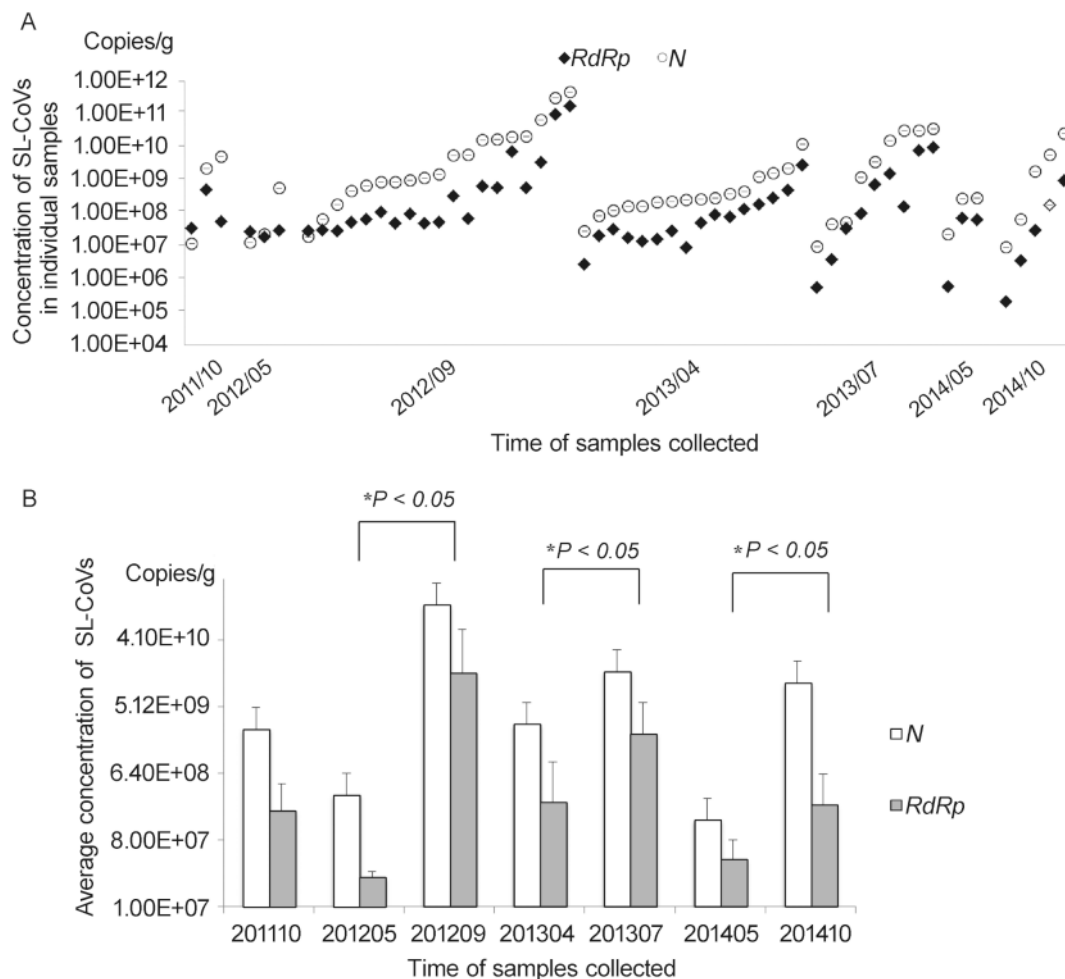 A
Copies/g
RdRp N
Concentration of SL-CoVs
in individual samples
1.00E+12
1.00E+11
1.00E+10
1.00E+09
1.00E+08
1.00E+07
1.00E+06
1.00E+05
1.00E+04
2011/10
2012/05
2012/09
2013/04
2013/07
2014/05
2014/10
Time of samples collected
B
*P < 0.05
*P < 0.05
*P < 0.05
Copies/g
Average concentration of SL-CoVs
4.10E+10
5.12E+09
6.40E+08
8.00E+07
1.00E+07
N
RdRp
201110 201205 201209 201304 201307 201405 201410
Time of samples collected